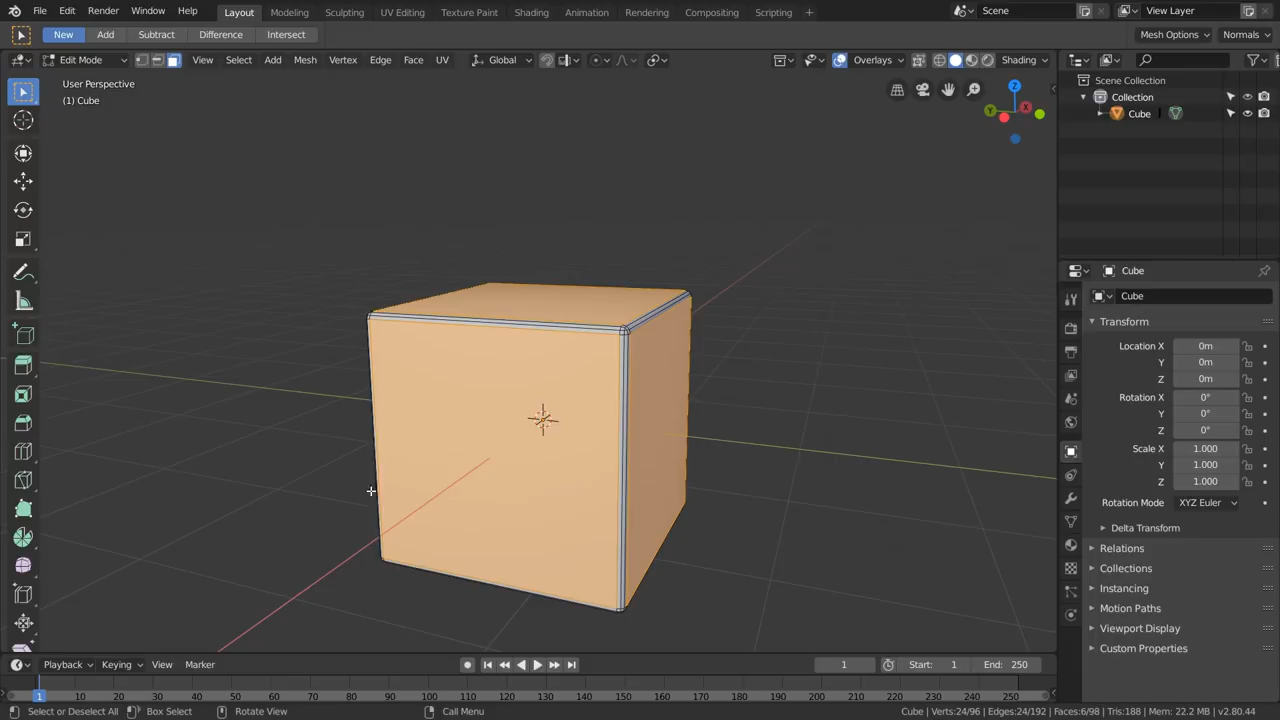 File Edit Render Window Help Layout Modeling Sculpting UV Editing Texture Paint Shading Animation Rendering Compositing Scripting + Scene View Layer
New Add Subtract Difference Intersect Mesh Options Normals
Edit Mode View Select Add Mesh Vertex Edge Face UV Global Overlays Shading
User Perspective
(1) Cube
Scene Collection
Collection
Cube
Z
Y
X
Cube
Cube
Transform
Location X 0m
Y 0m
Z 0m
Rotation X 0°
Y 0°
Z 0°
Scale X 1.000
Y 1.000
Z 1.000
Rotation Mode XYZ Euler
Delta Transform
Relations
Collections
Instancing
Motion Paths
Viewport Display
Custom Properties
Playback Keying View Marker 1 Start: 1 End: 250
1 10 20 30 40 50 60 70 80 90 100 110 120 130 140 150 160 170 180 190 200 210 220 230 240 250
Select or Deselect All Box Select Rotate View Call Menu Cube | Verts:24/96 | Edges:24/192 | Faces:6/98 | Tris:188 | Mem: 22.2 MB | v2.80.44